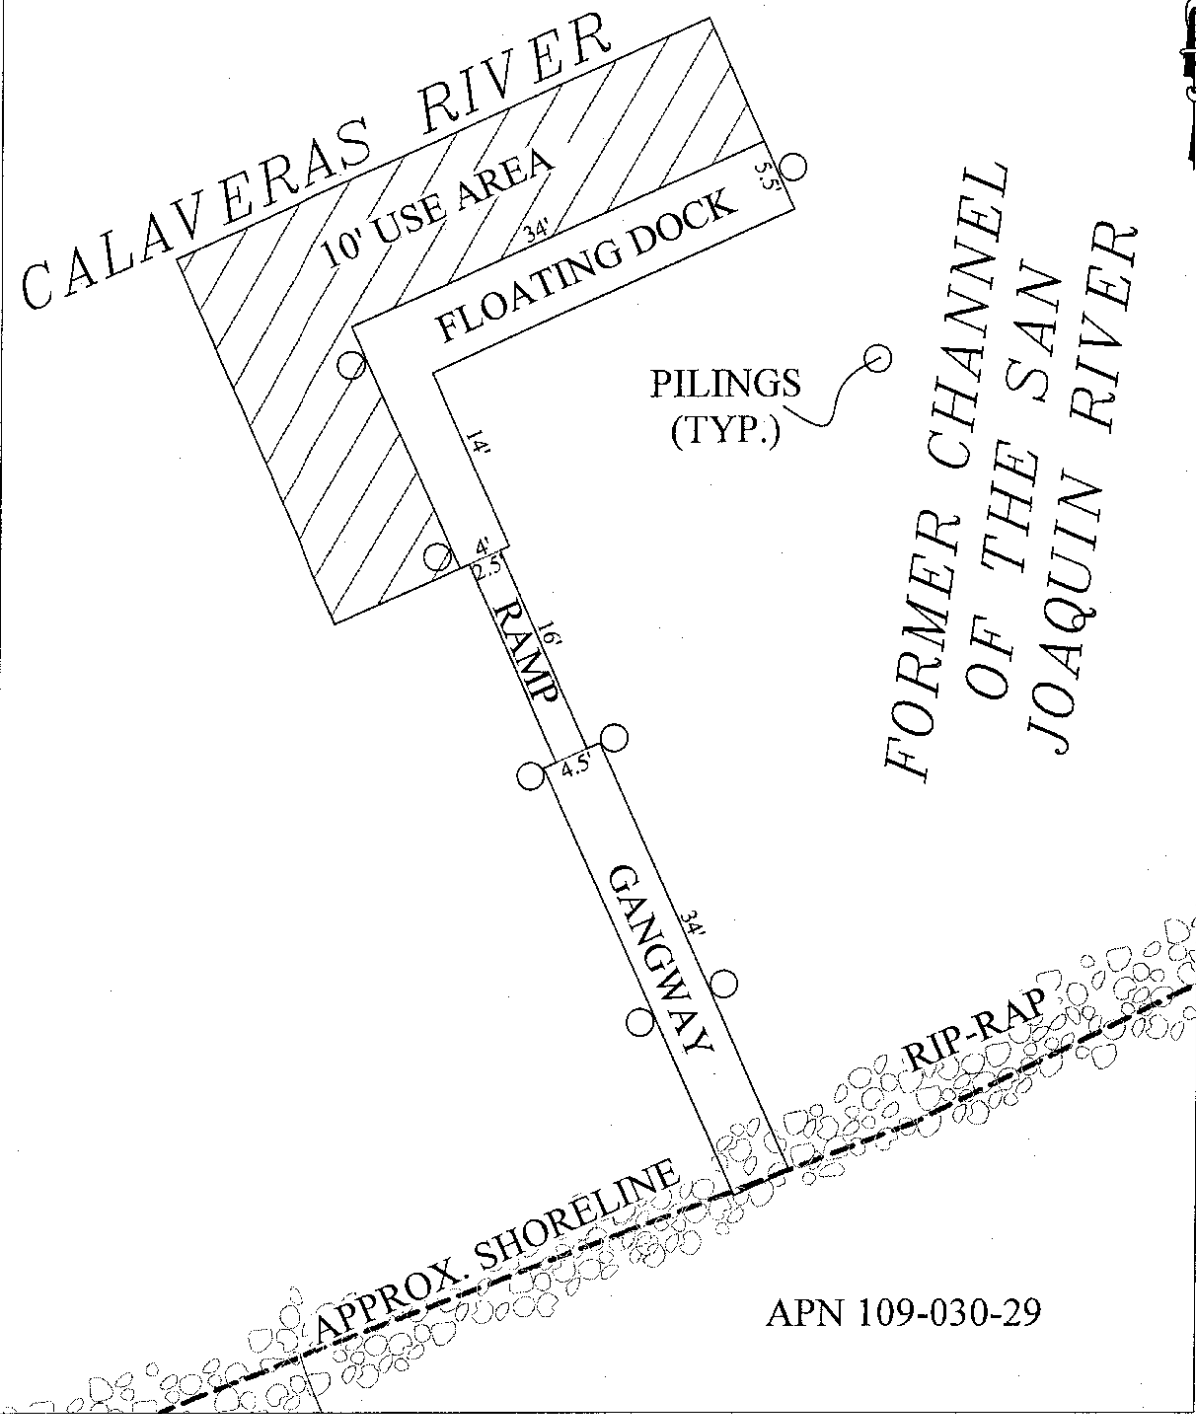 CALAVERAS RIVER
10' USE AREA
34'
5.5'
FLOATING DOCK
14'
4'
2.5'
RAMP
16'
4.5'
GANGWAY
34'
PILINGS
(TYP.)
FORMER CHANNEL
OF THE SAN
JOAQUIN RIVER
RIP-RAP
APPROX. SHORELINE
APN 109-030-29